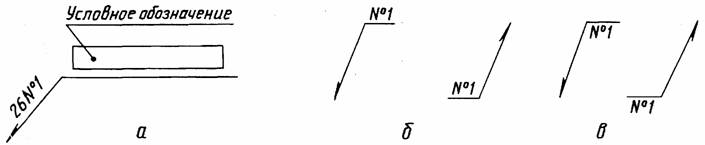 Условное обозначение
26№1
а
№1
№1
б
№1
№1
в